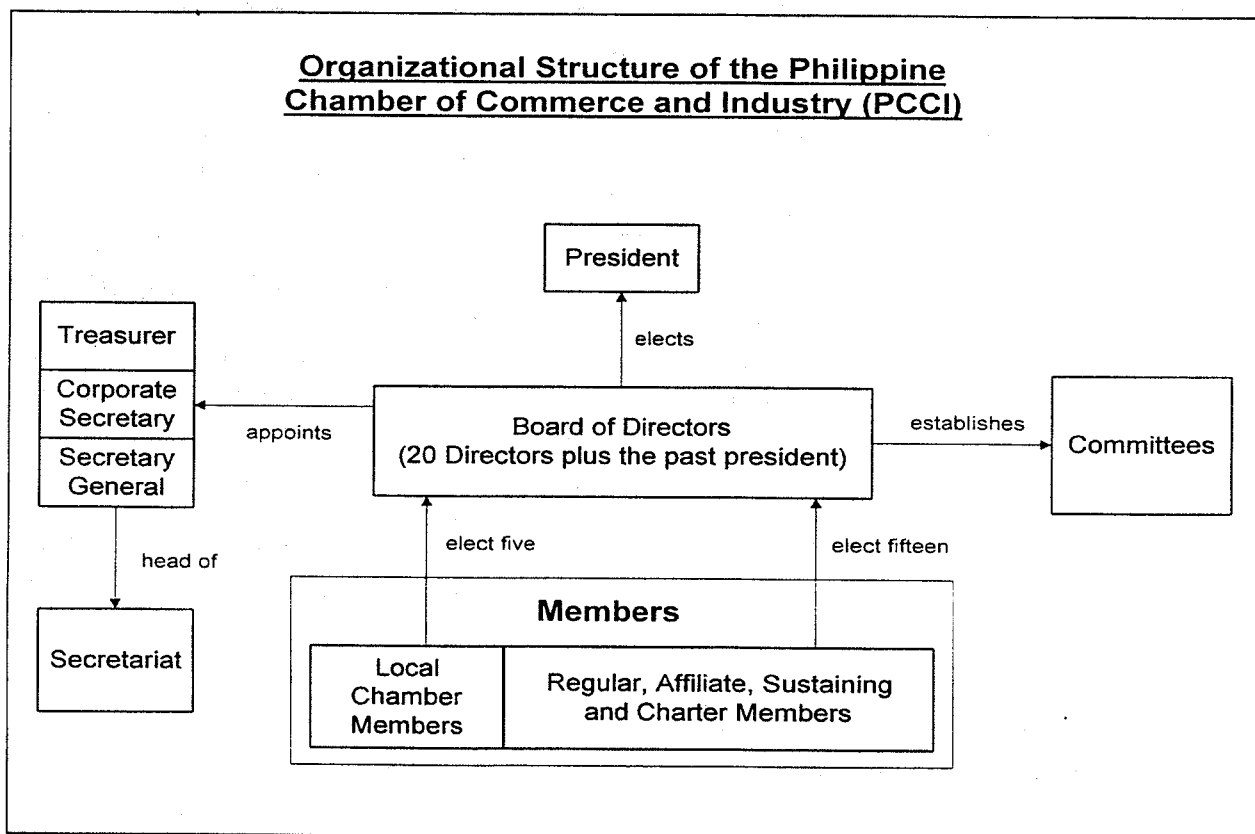 Organizational Structure of the Philippine
Chamber of Commerce and Industry (PCCI)
President
elects
Treasurer
Corporate
Secretary
Secretary
General
appoints
Board of Directors
(20 Directors plus the past president)
establishes
Committees
head of
Secretariat
elect five
elect fifteen
Members
Local
Chamber
Members
Regular, Affiliate, Sustaining
and Charter Members